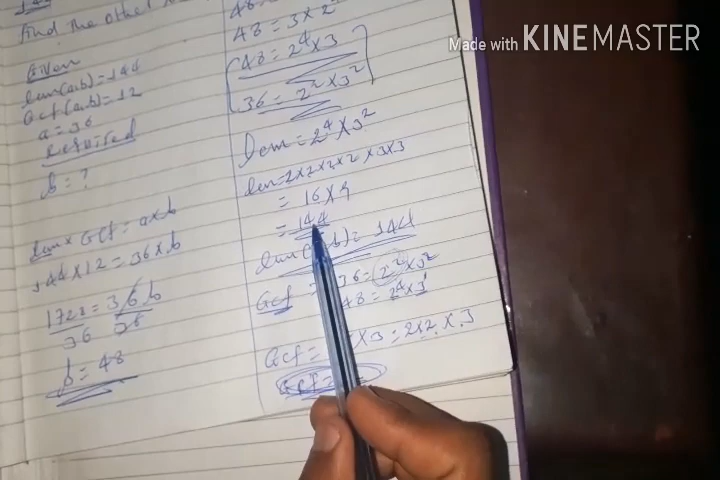 Made with KINEMASTER
find the other
Given
Lcm(a,b)=144
Gcf(a,b)=12
a=36
Required
b=?
Lcm×Gcf=a×b
144×12=36×b
1728=36b
36 36
b=48
48=3×2
48=2⁴×3
36=2²×3²
Lcm=2⁴×3²
Lcm=2×2×2×2×3×3
=16×9
=144
b)=144
Gcf 36=2²×3²
48=2⁴×3¹
Gcf= ×3=2×2×3
Gcf=